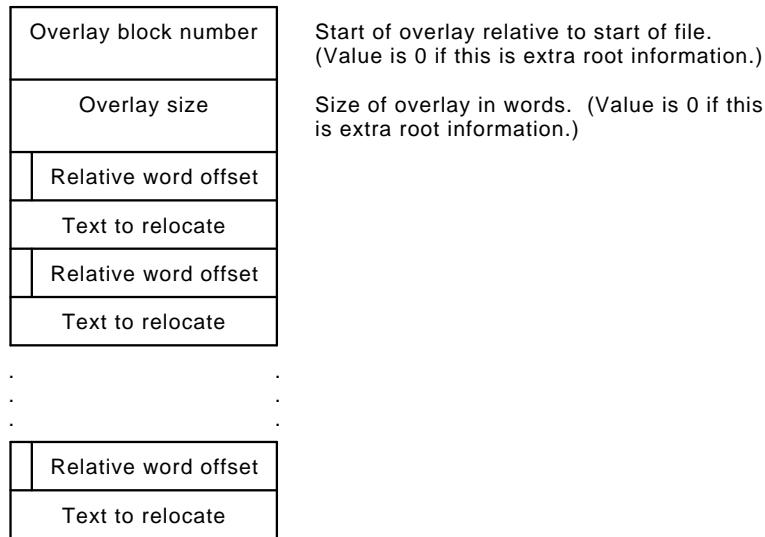 Overlay block number
Start of overlay relative to start of file.
(Value is 0 if this is extra root information.)
Overlay size
Size of overlay in words. (Value is 0 if this
is extra root information.)
Relative word offset
Text to relocate
Relative word offset
Text to relocate
. .
. .
. .
Relative word offset
Text to relocate